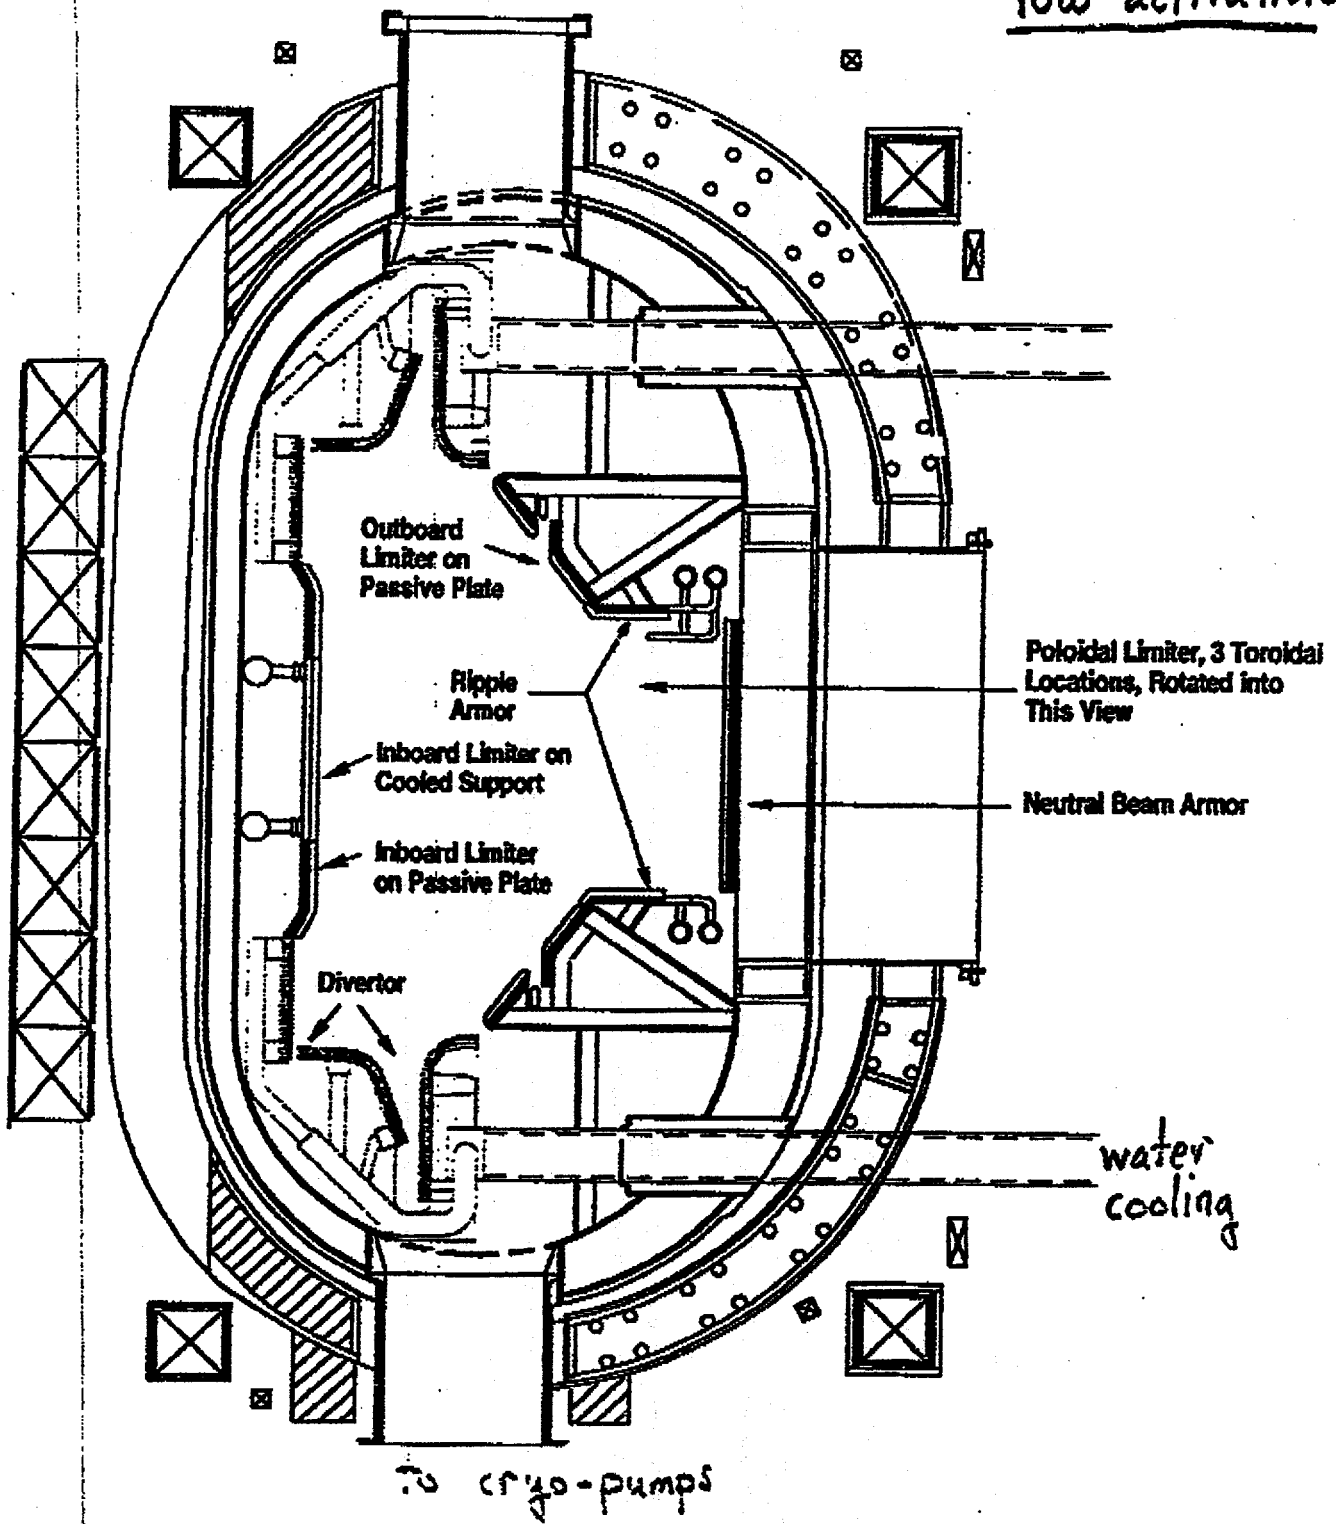 low
Outboard
Limiter on
Passive Plate
Ripple
Armor
Poloidal Limiter, 3 Toroidal
Locations, Rotated into
This View
Inboard Limiter on
Cooled Support
Neutral Beam Armor
Inboard Limiter
on Passive Plate
Divertor
water
cooling
To cryo-pumps